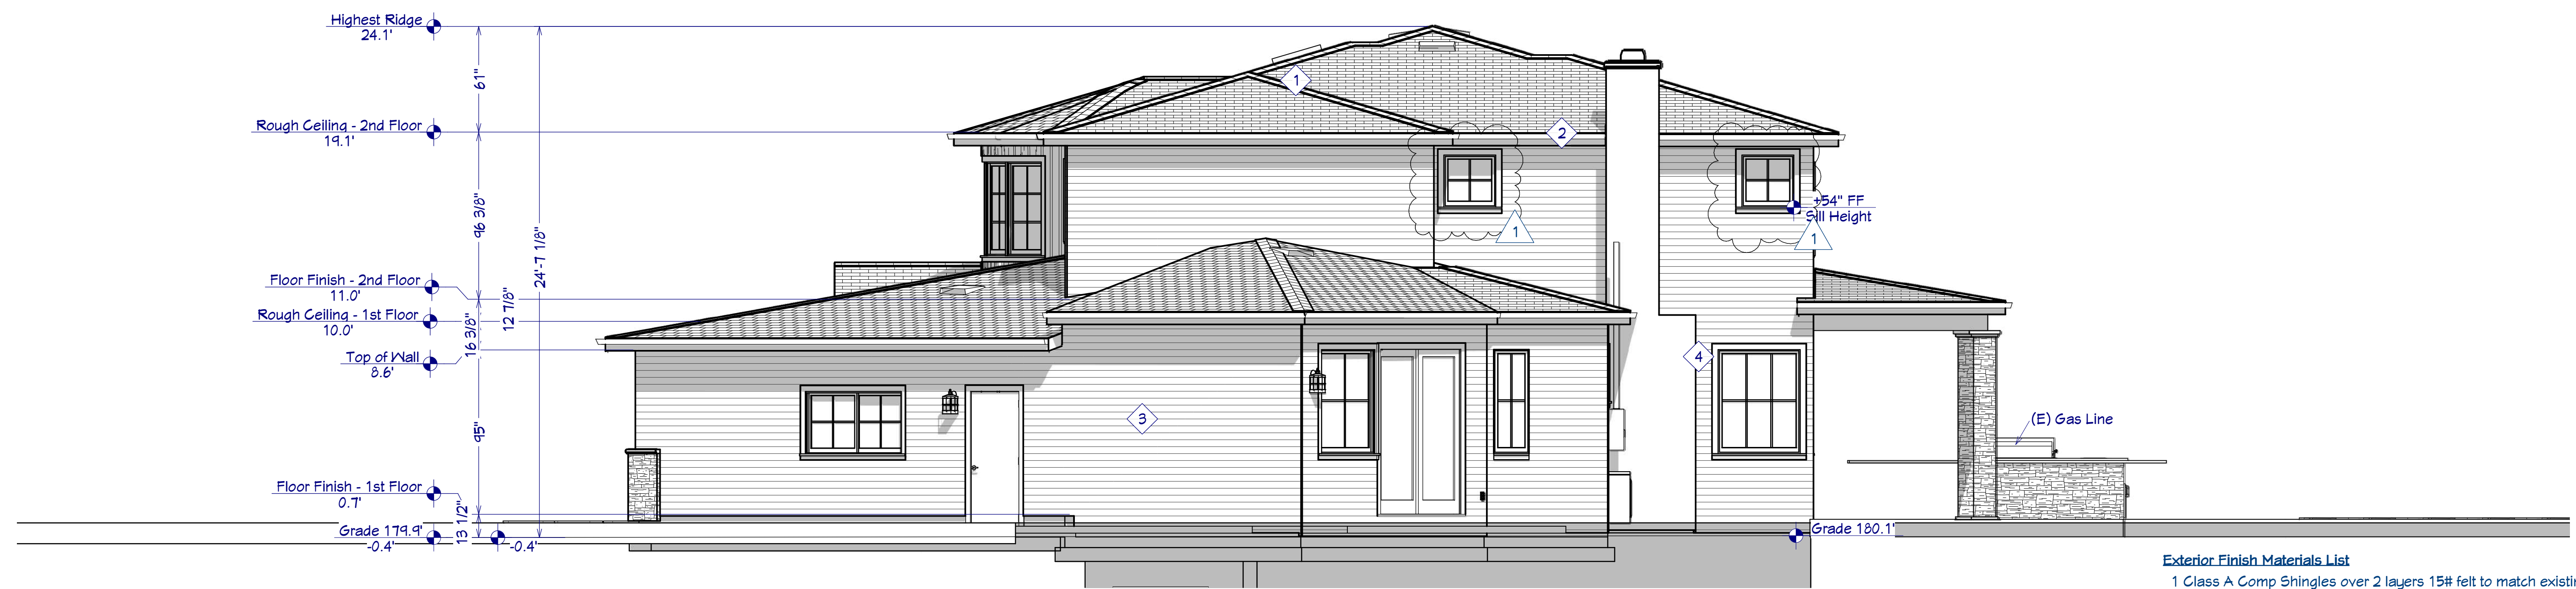 Highest Ridge
24.1'
61"
Rough Ceiling - 2nd Floor
19.1'
96 3/8"
24'-7 1/8"
Floor Finish - 2nd Floor
11.0'
12 7/8"
Rough Ceiling - 1st Floor
10.0'
16 3/8"
Top of Wall
8.6'
95"
Floor Finish - 1st Floor
0.7'
13 1/2"
Grade 179.9'
-0.4'
-0.4'
1
2
3
4
1
1
+54" FF
Sill Height
(E) Gas Line
Grade 180.1'
Exterior Finish Materials List
1 Class A Comp Shingles over 2 layers 15# felt to match existin